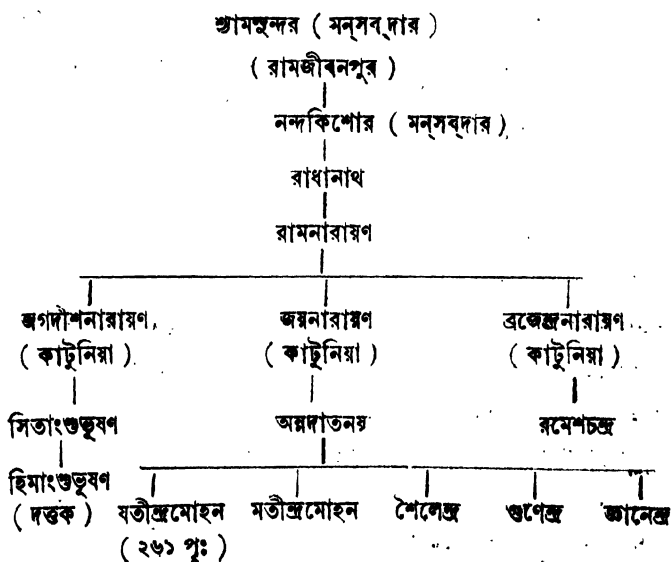 শ্যামসুন্দর ( মন্‌সব্‌দার )
( রামজীবনপুর )
নন্দকিশোর ( মন্‌সব্‌দার )
রাধানাথ
রামনারায়ণ
জগদীশনারায়ণ, জয়নারায়ণ ব্রজেন্দ্রনারায়ণ
( কাটুনিয়া ) ( কাটুনিয়া ) ( কাটুনিয়া )
সিতাংশুভূষণ অন্নদাতনয় রমেশচন্দ্র
হিমাংশুভূষণ
( দত্তক ) যতীন্দ্রমোহন মতীন্দ্রমোহন শৈলেন্দ্র গুণেন্দ্র জ্ঞানেন্দ্র
( ২৬১ পৃঃ )